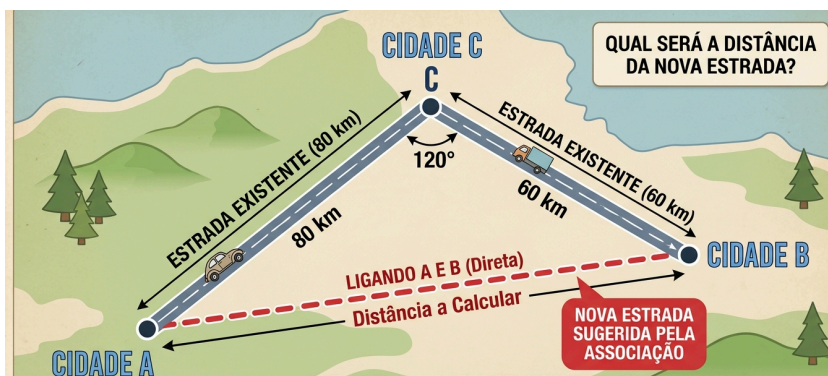 CIDADE C
C
QUAL SERÁ A DISTÂNCIA
DA NOVA ESTRADA?
ESTRADA EXISTENTE (80 km)
ESTRADA EXISTENTE (60 km)
120°
80 km
60 km
CIDADE B
LIGANDO A E B (Direta)
Distância a Calcular
NOVA ESTRADA
SUGERIDA PELA
ASSOCIAÇÃO
CIDADE A